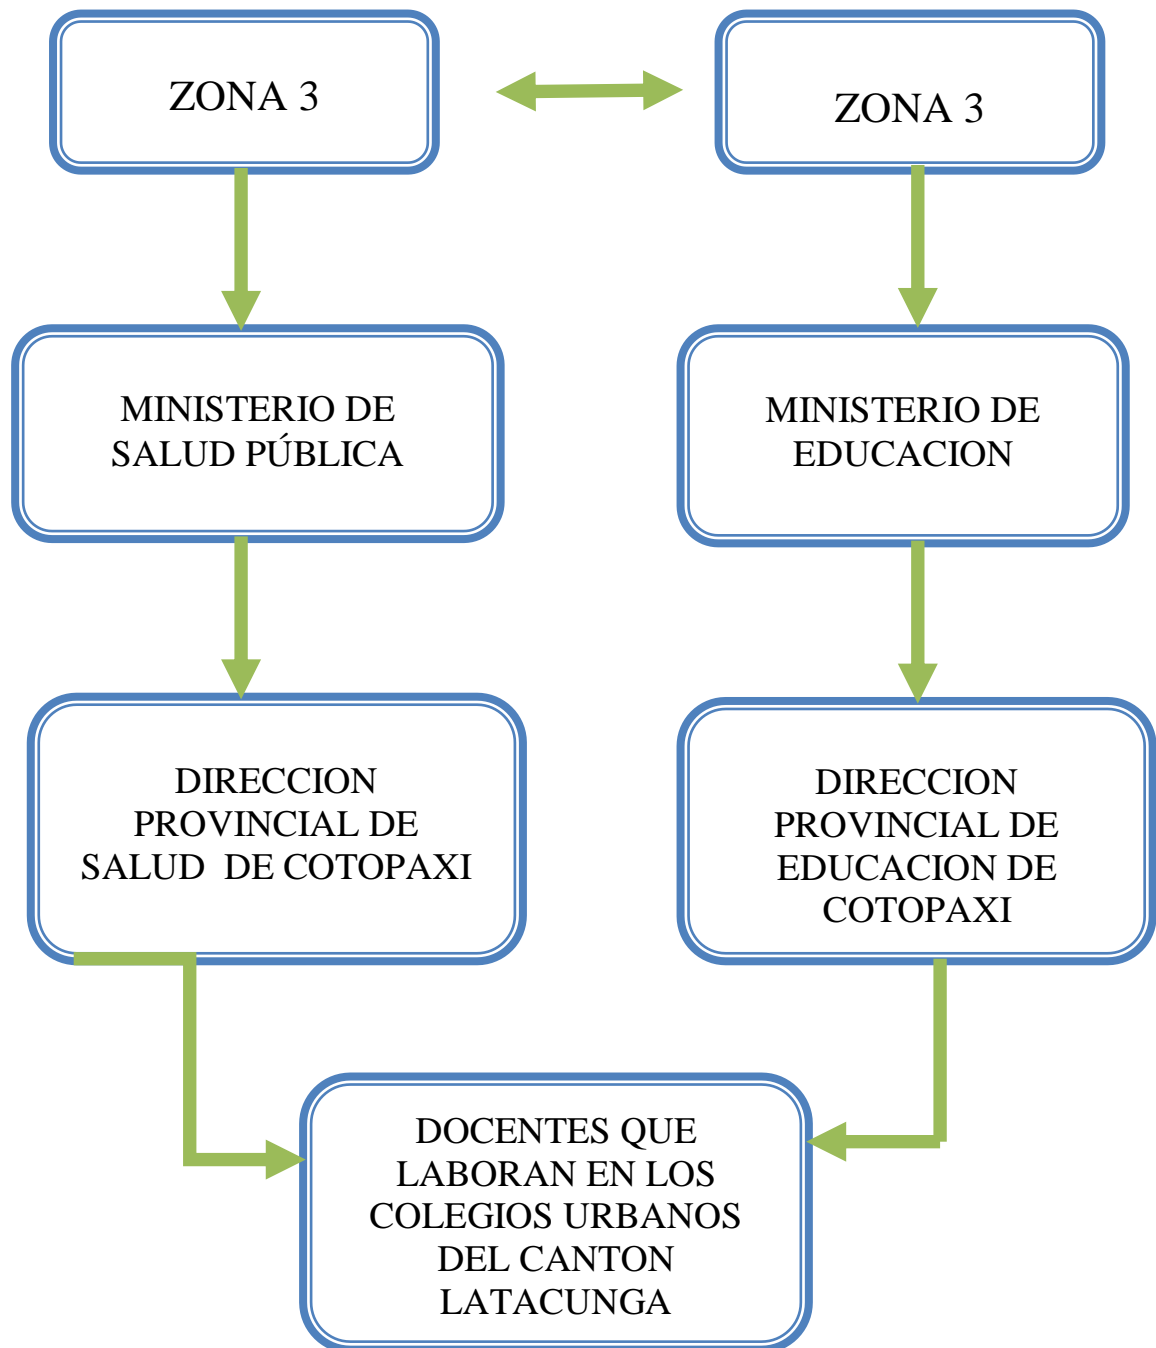 ZONA 3
ZONA 3
MINISTERIO DE
SALUD PÚBLICA
MINISTERIO DE
EDUCACION
DIRECCION
PROVINCIAL DE
SALUD DE COTOPAXI
DIRECCION
PROVINCIAL DE
EDUCACION DE
COTOPAXI
DOCENTES QUE
LABORAN EN LOS
COLEGIOS URBANOS
DEL CANTON
LATACUNGA